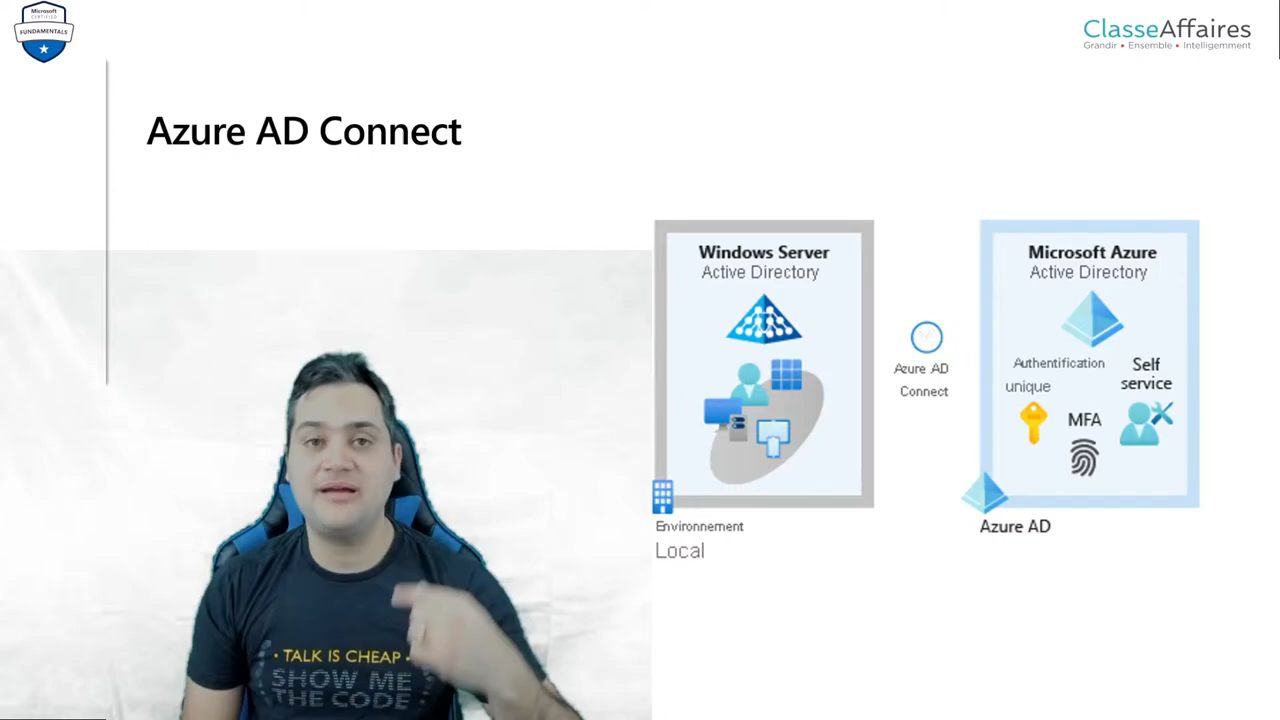 Microsoft
CERTIFIED
FUNDAMENTALS
ClasseAffaires
Grandir • Ensemble • Intelligemment
Azure AD Connect
Windows Server
Active Directory
Azure AD
Connect
Microsoft Azure
Active Directory
Authentification
unique
Self
service
MFA
Environnement
Local
Azure AD
• TALK IS CHEAP •
SHOW ME
THE CODE